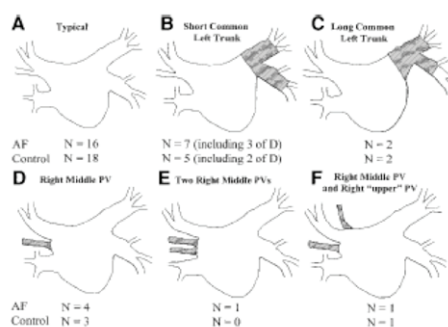 A Typical
B Short Common
Left Trunk
C Long Common
Left Trunk
AF N = 16 N = 7 (including 3 of D) N = 2
Control N = 18 N = 5 (including 2 of D) N = 2
D Right Middle PV
E Two Right Middle PVs
F Right Middle PV
and Right "upper" PV
AF N = 4 N = 1 N = 1
Control N = 3 N = 0 N = 1